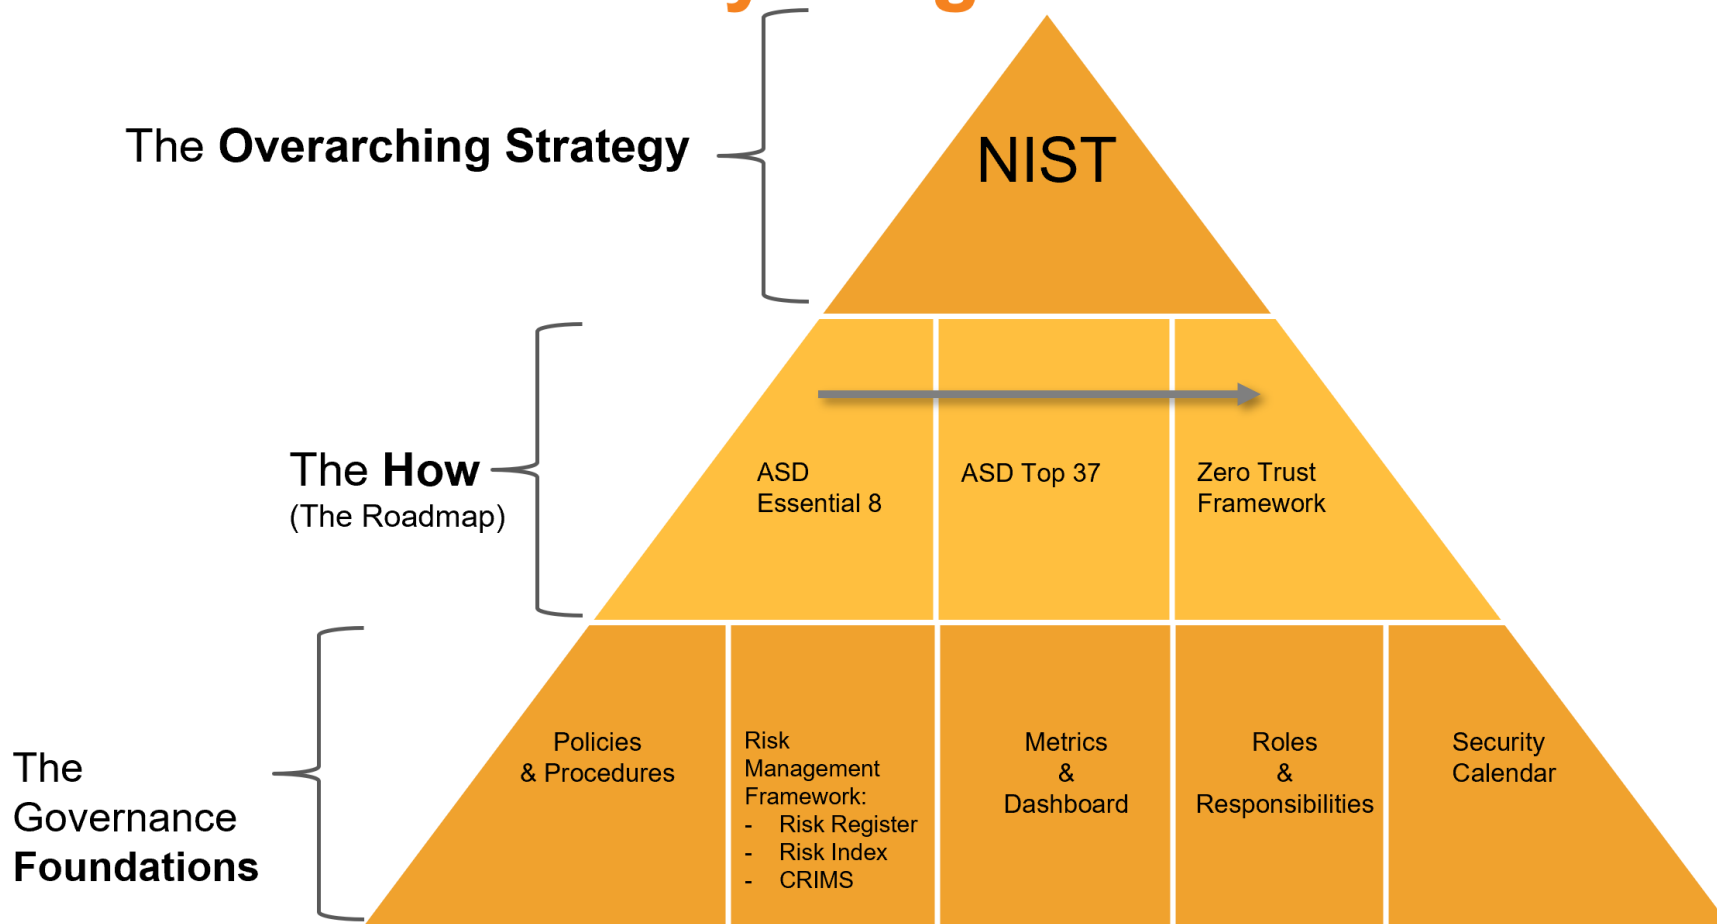 The Overarching Strategy
NIST
The How
(The Roadmap)
ASD
Essential 8
ASD Top 37
Zero Trust
Framework
The
Governance
Foundations
Policies
& Procedures
Risk
Management
Framework:
- Risk Register
- Risk Index
- CRIMS
Metrics
&
Dashboard
Roles
&
Responsibilities
Security
Calendar